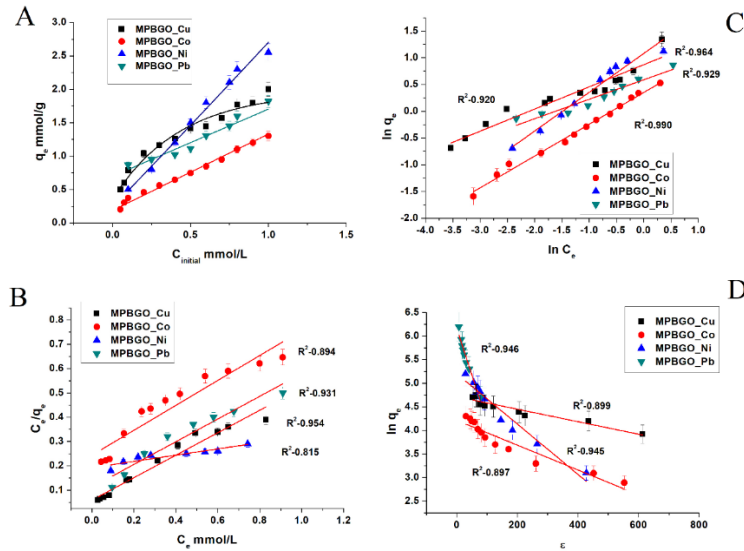 A
MPBGO_Cu
MPBGO_Co
MPBGO_Ni
MPBGO_Pb
q_e mmol/g
3.0
2.5
2.0
1.5
1.0
0.5
0.0
0.0 0.5 1.0 1.5
C_initial mmol/L
C
R²-0.964
R²-0.929
R²-0.920
R²-0.990
MPBGO_Cu
MPBGO_Co
MPBGO_Ni
MPBGO_Pb
ln q_e
2.0
1.5
1.0
0.5
0.0
-0.5
-1.0
-1.5
-2.0
-4.0 -3.5 -3.0 -2.5 -2.0 -1.5 -1.0 -0.5 0.0 0.5 1.0
ln C_e
B
MPBGO_Cu
MPBGO_Co
MPBGO_Ni
MPBGO_Pb
R²-0.894
R²-0.931
R²-0.954
R²-0.815
C_e/q_e
0.8
0.7
0.6
0.5
0.4
0.3
0.2
0.1
0.0 0.2 0.4 0.6 0.8 1.0 1.2
C_e mmol/L
D
MPBGO_Cu
MPBGO_Co
MPBGO_Ni
MPBGO_Pb
R²-0.946
R²-0.899
R²-0.945
R²-0.897
ln q_e
6.5
6.0
5.5
5.0
4.5
4.0
3.5
3.0
2.5
0 200 400 600
ε